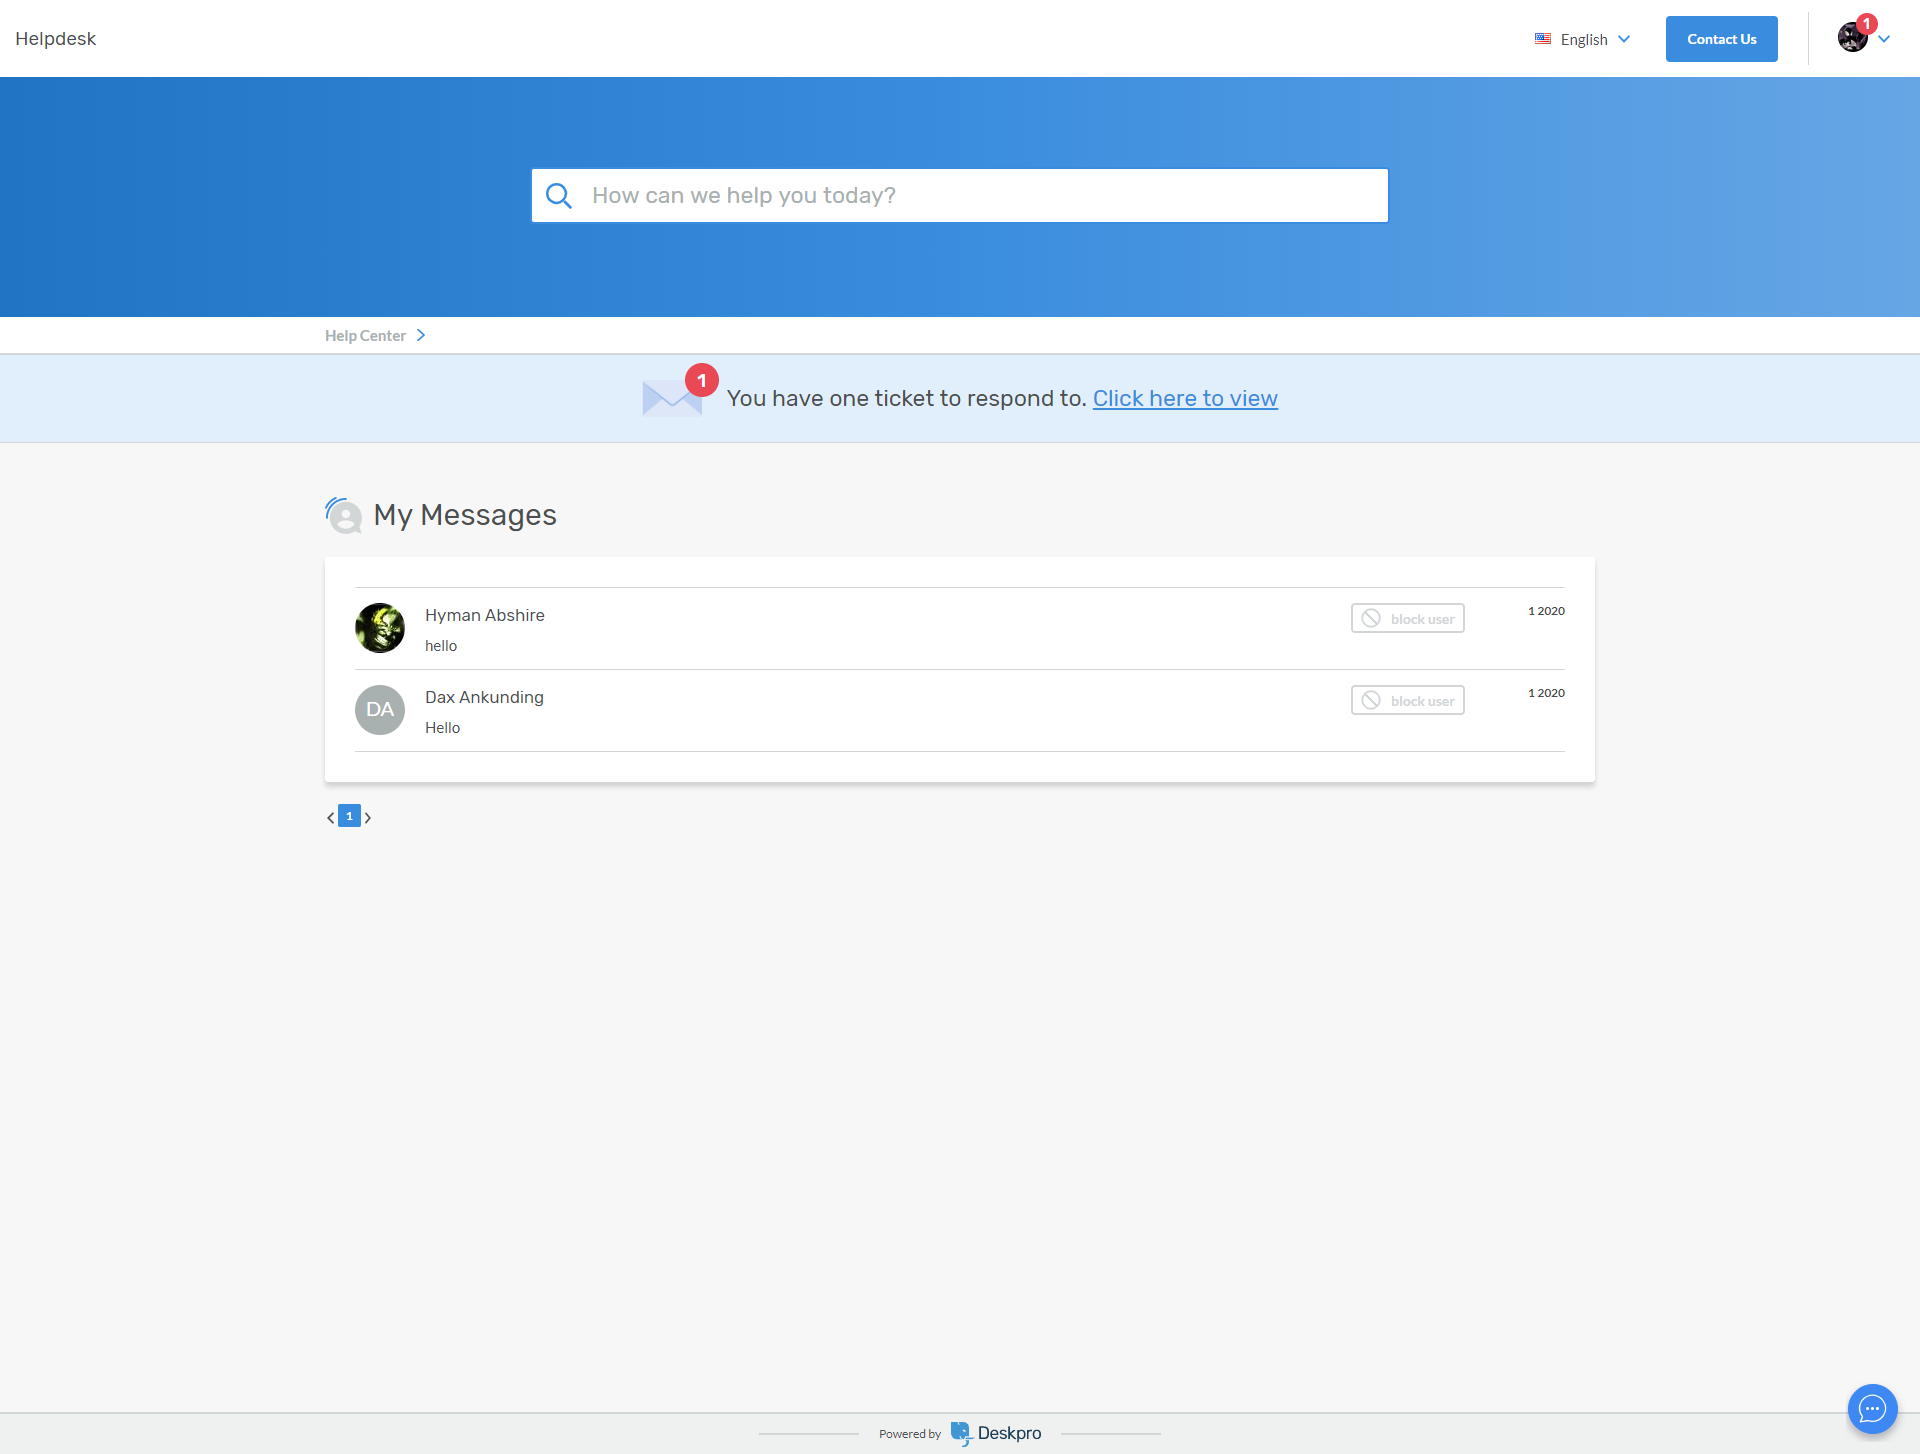 Helpdesk
English
Contact Us
1
How can we help you today?
Help Center
1
You have one ticket to respond to. Click here to view
My Messages
Hyman Abshire
block user
1 2020
hello
DA
Dax Ankunding
block user
1 2020
Hello
1
Powered by Deskpro